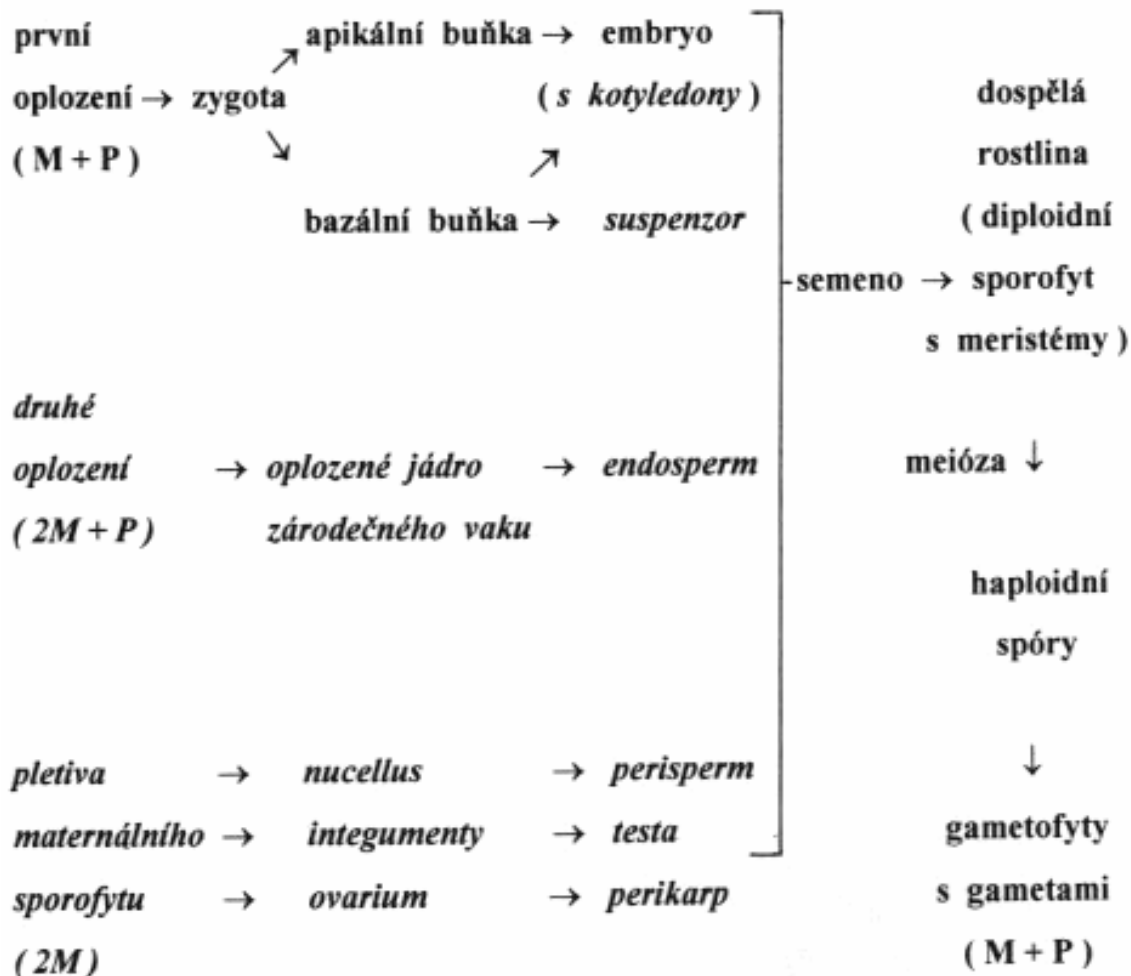 první apikální buňka → embryo
oplození → zygota ( s kotyledony ) dospělá
( M + P ) rostlina
bazální buňka → suspenzor ( diploidní
semeno → sporofyt
s meristémy )
druhé
oplození → oplozené jádro → endosperm meióza ↓
( 2M + P ) zárodečného vaku
haploidní
spóry
pletiva → nucellus → perisperm ↓
maternálního → integumenty → testa gametofyty
sporofytu → ovarium → perikarp s gametami
( 2M ) ( M + P )